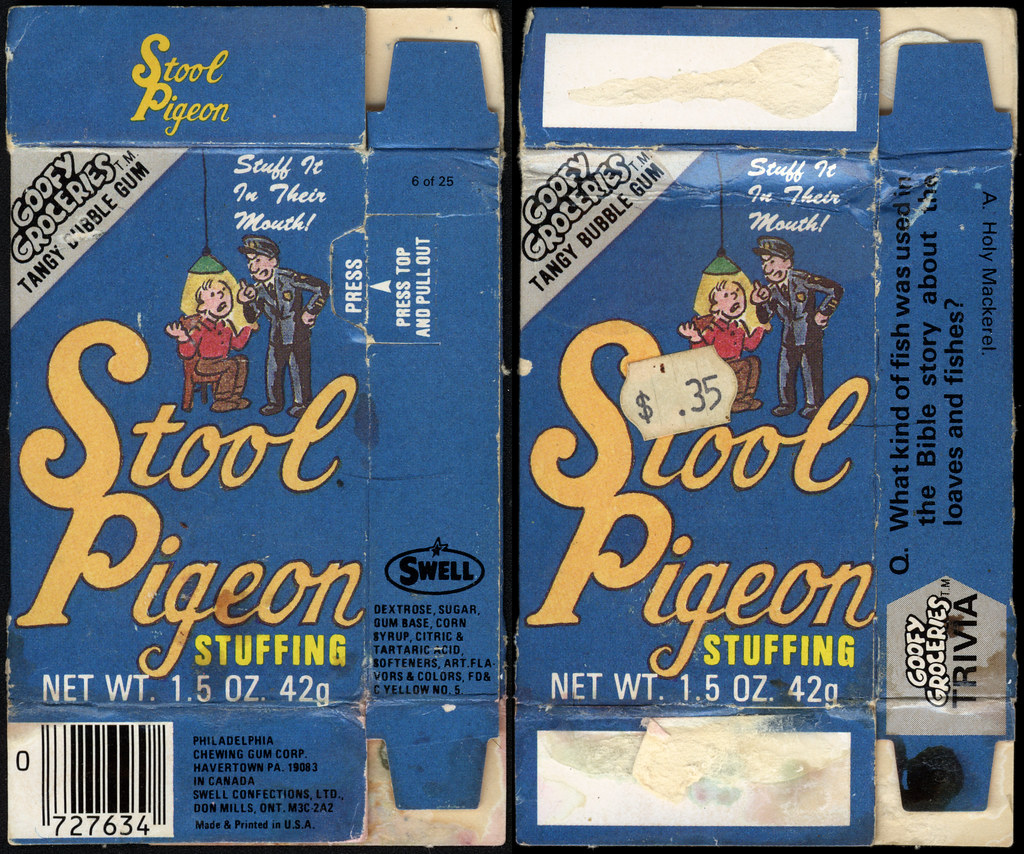 Stool
Pigeon
GOOFY
GROCERIES T.M.
TANGY BUBBLE GUM
Stuff It
In Their
Mouth!
Stool
Pigeon
STUFFING
NET WT. 1.5 OZ. 42g
6 of 25
PRESS
PRESS TOP
AND PULL OUT
SWELL
DEXTROSE, SUGAR,
GUM BASE, CORN
SYRUP, CITRIC &
TARTARIC ACID,
SOFTENERS, ART. FLA-
VORS & COLORS, FD&
C YELLOW NO. 5.
0
727634
PHILADELPHIA
CHEWING GUM CORP.
HAVERTOWN PA. 19083
IN CANADA
SWELL CONFECTIONS, LTD.,
DON MILLS, ONT. M3C 2A2
Made & Printed in U.S.A.
GOOFY
GROCERIES T.M.
TANGY BUBBLE GUM
Stuff It
In Their
Mouth!
$ .35
Stool
Pigeon
STUFFING
NET WT. 1.5 OZ. 42g
Q. What kind of fish was used in
the Bible story about the
loaves and fishes?
A. Holy Mackerel.
GOOFY
GROCERIES T.M.
TRIVIA